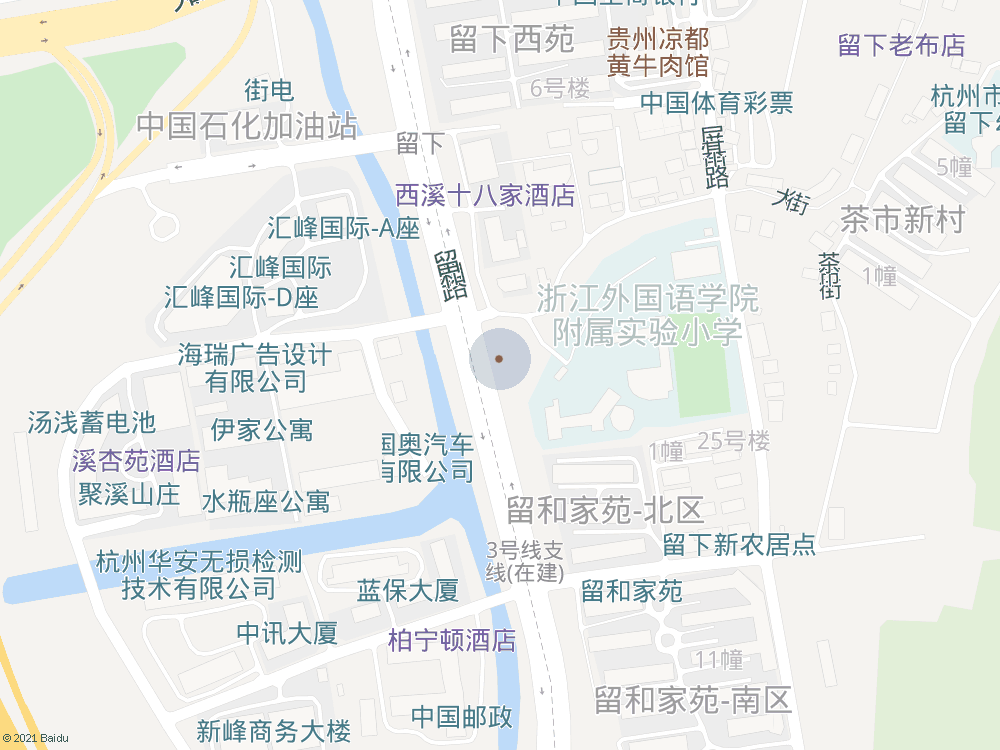 中国工商银行
留下西苑
贵州凉都
黄牛肉馆
留下老布店
6号楼
街电
中国体育彩票
杭州市
留下幼
中国石化加油站
留下
屏基路
5幢
西溪十八家酒店
大街
茶市新村
汇峰国际-A座
茶市街
汇峰国际
1幢
留和路
汇峰国际-D座
浙江外国语学院
附属实验小学
海瑞广告设计
有限公司
汤浅蓄电池
伊家公寓
国奥汽车
有限公司
1幢
25号楼
溪杏苑酒店
聚溪山庄
水瓶座公寓
留和家苑-北区
3号线支
线(在建)
留下新农居点
杭州华安无损检测
技术有限公司
蓝保大厦
留和家苑
中讯大厦
柏宁顿酒店
11幢
留和家苑-南区
新峰商务大楼
中国邮政
© 2021 Baidu